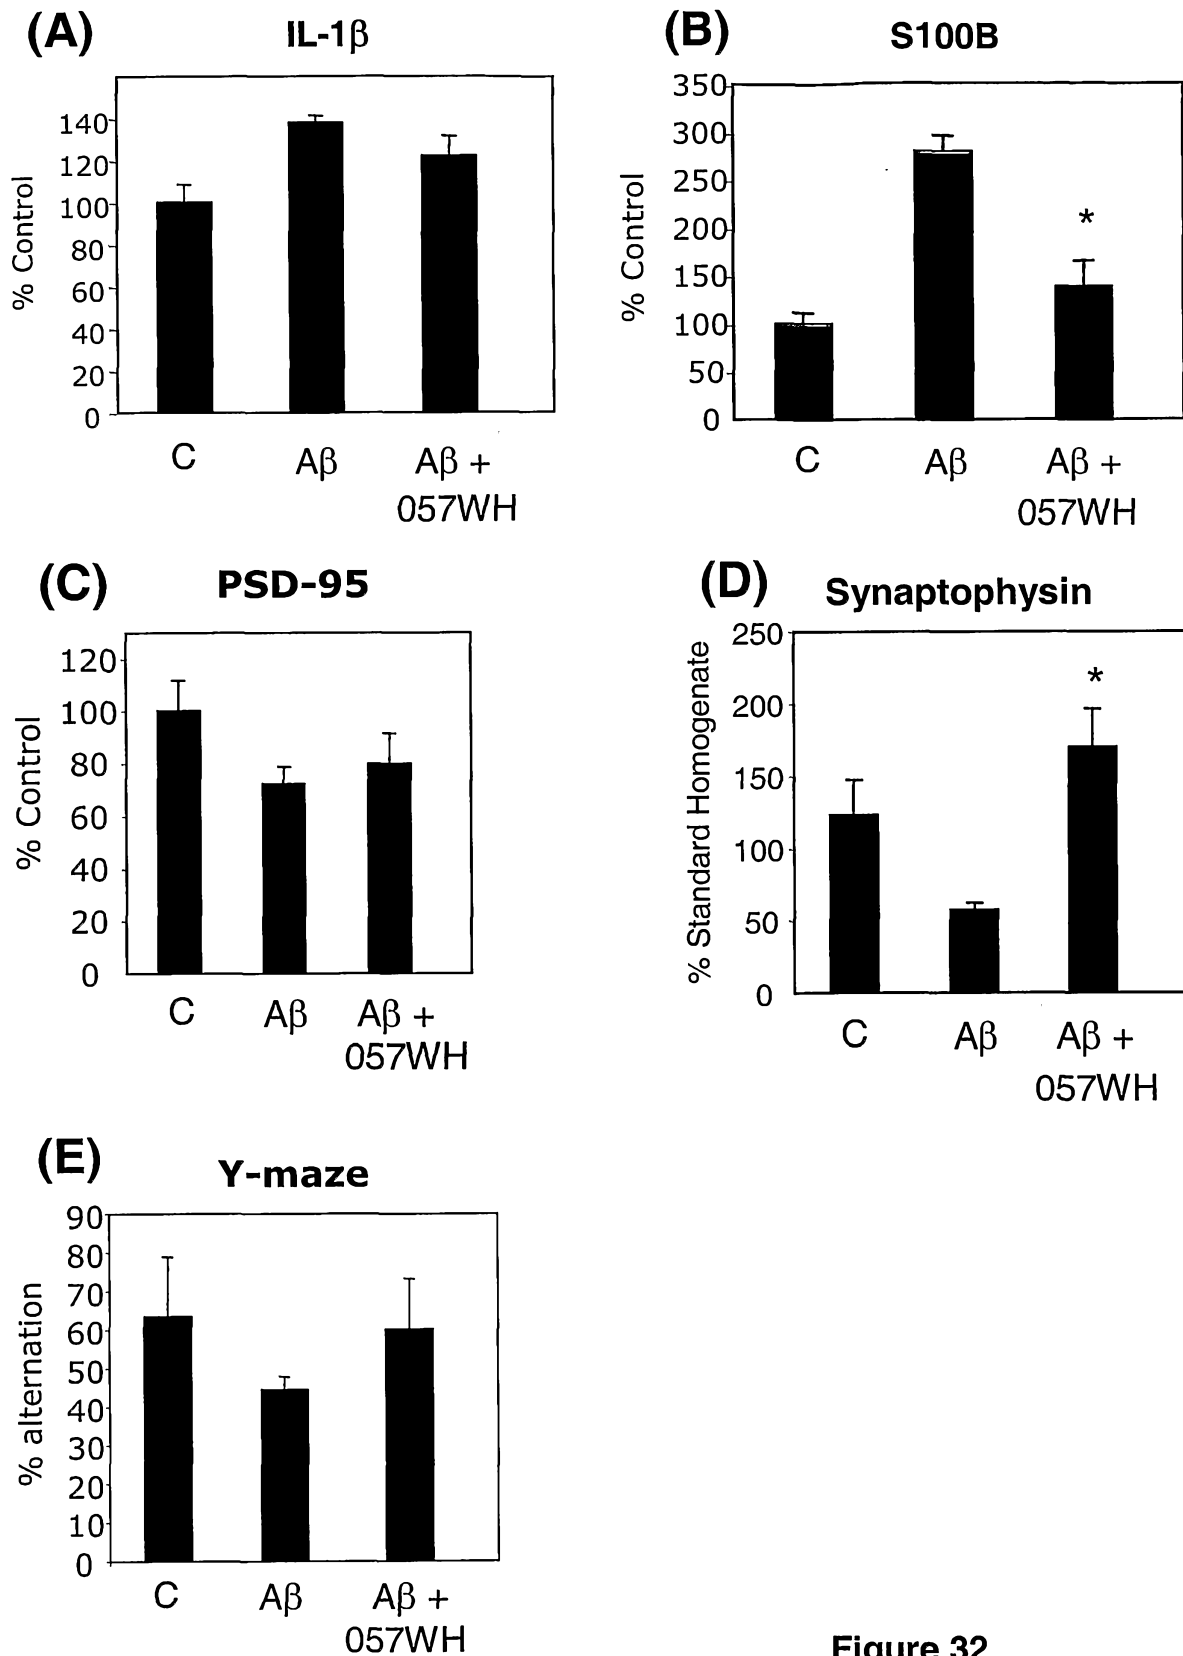 (A) IL-1β
% Control
140
120
100
80
60
40
20
0
C Aβ Aβ +
057WH
(B) S100B
% Control
350
300
250
200
150
100
50
0
*
C Aβ Aβ +
057WH
(C) PSD-95
% Control
120
100
80
60
40
20
0
C Aβ Aβ +
057WH
(D) Synaptophysin
% Standard Homogenate
250
200
150
100
50
0
*
C Aβ Aβ +
057WH
(E) Y-maze
% alternation
90
80
70
60
50
40
30
20
10
0
C Aβ Aβ +
057WH
Figure 32